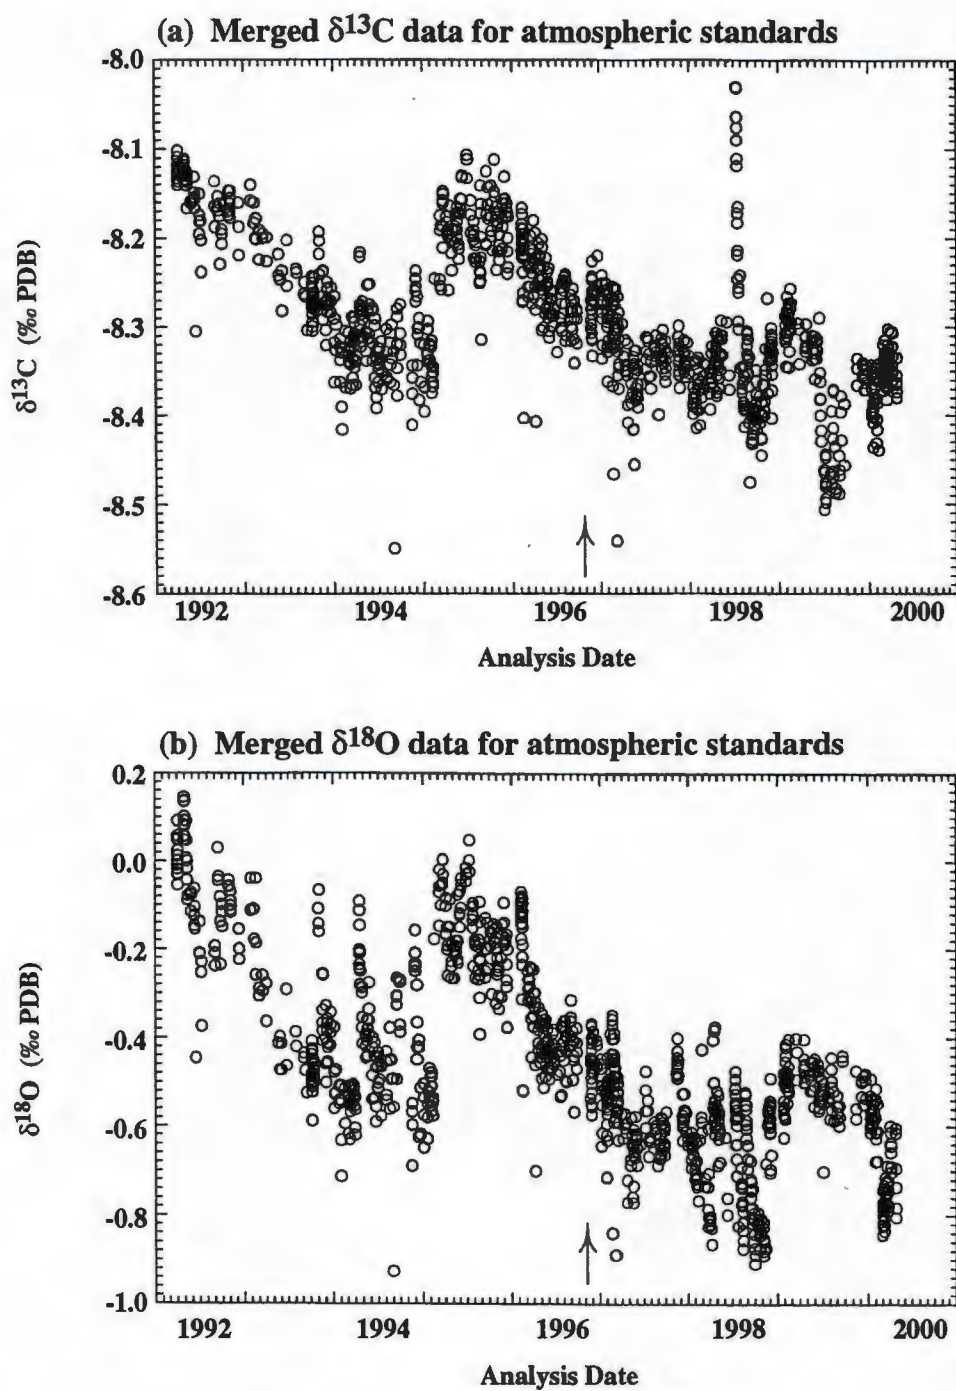 (a) Merged δ13C data for atmospheric standards
-8.0
-8.1
-8.2
-8.3
-8.4
-8.5
-8.6
δ13C (‰ PDB)
1992 1994 1996 1998 2000
Analysis Date
(b) Merged δ18O data for atmospheric standards
0.2
0.0
-0.2
-0.4
-0.6
-0.8
-1.0
δ18O (‰ PDB)
1992 1994 1996 1998 2000
Analysis Date